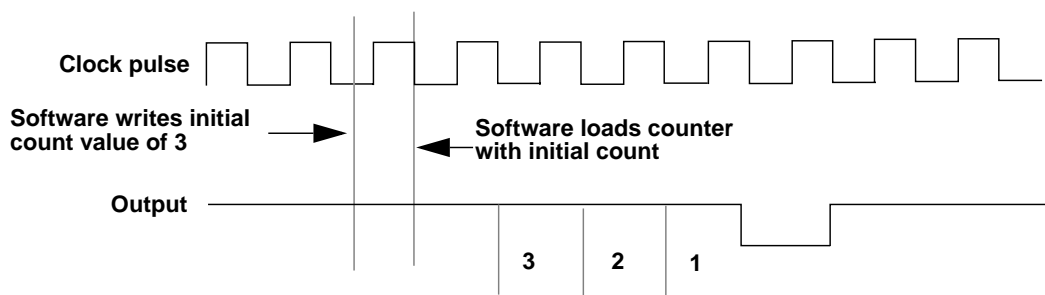 Clock pulse
Software writes initial
count value of 3
Software loads counter
with initial count
Output
3 2 1